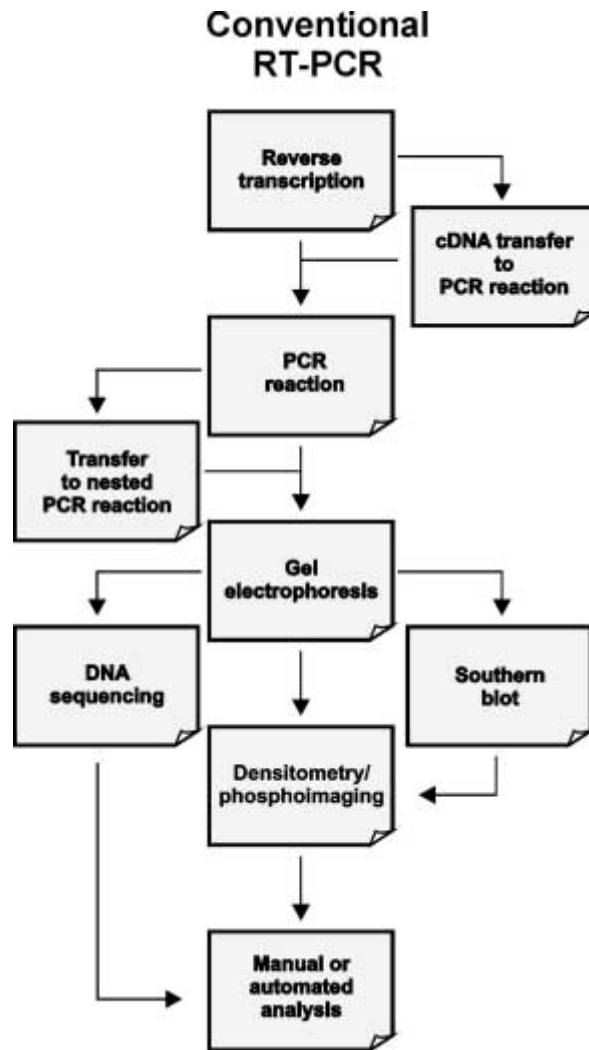 Conventional
RT-PCR
Reverse
transcription
cDNA transfer
to
PCR reaction
PCR
reaction
Transfer
to nested
PCR reaction
Gel
electrophoresis
DNA
sequencing
Southern
blot
Densitometry/
phosphoimaging
Manual or
automated
analysis